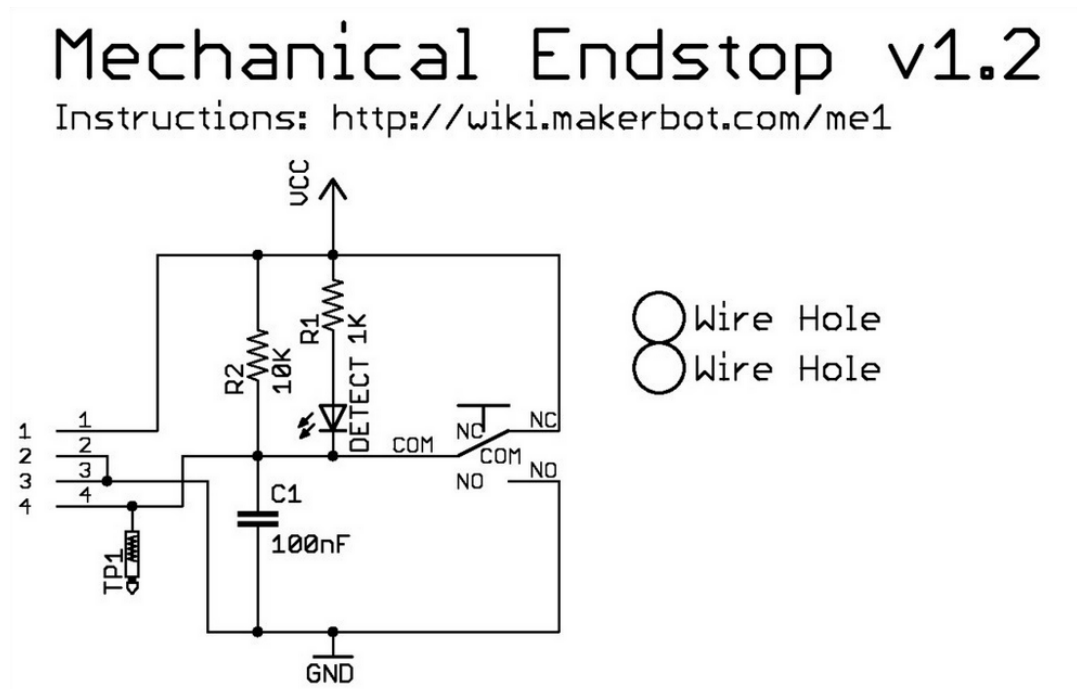 Mechanical Endstop v1.2
Instructions: http://wiki.makerbot.com/me1
VCC
R1
1K
R2
10K
DETECT
Wire Hole
Wire Hole
1 1
2 2
3 3
4 4
COM
NC
NC
COM
NO
NO
C1
100nF
TP1
GND